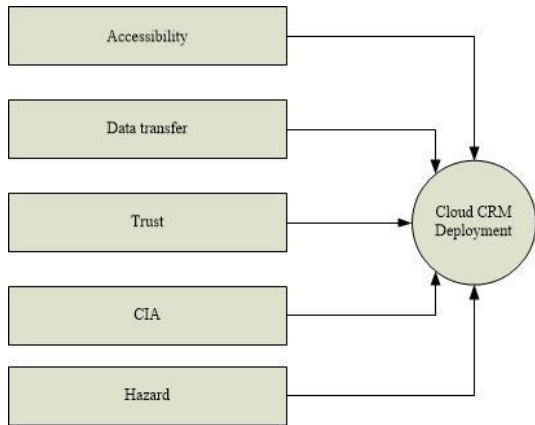 Accessibility
Data transfer
Trust
Cloud CRM
Deployment
CIA
Hazard